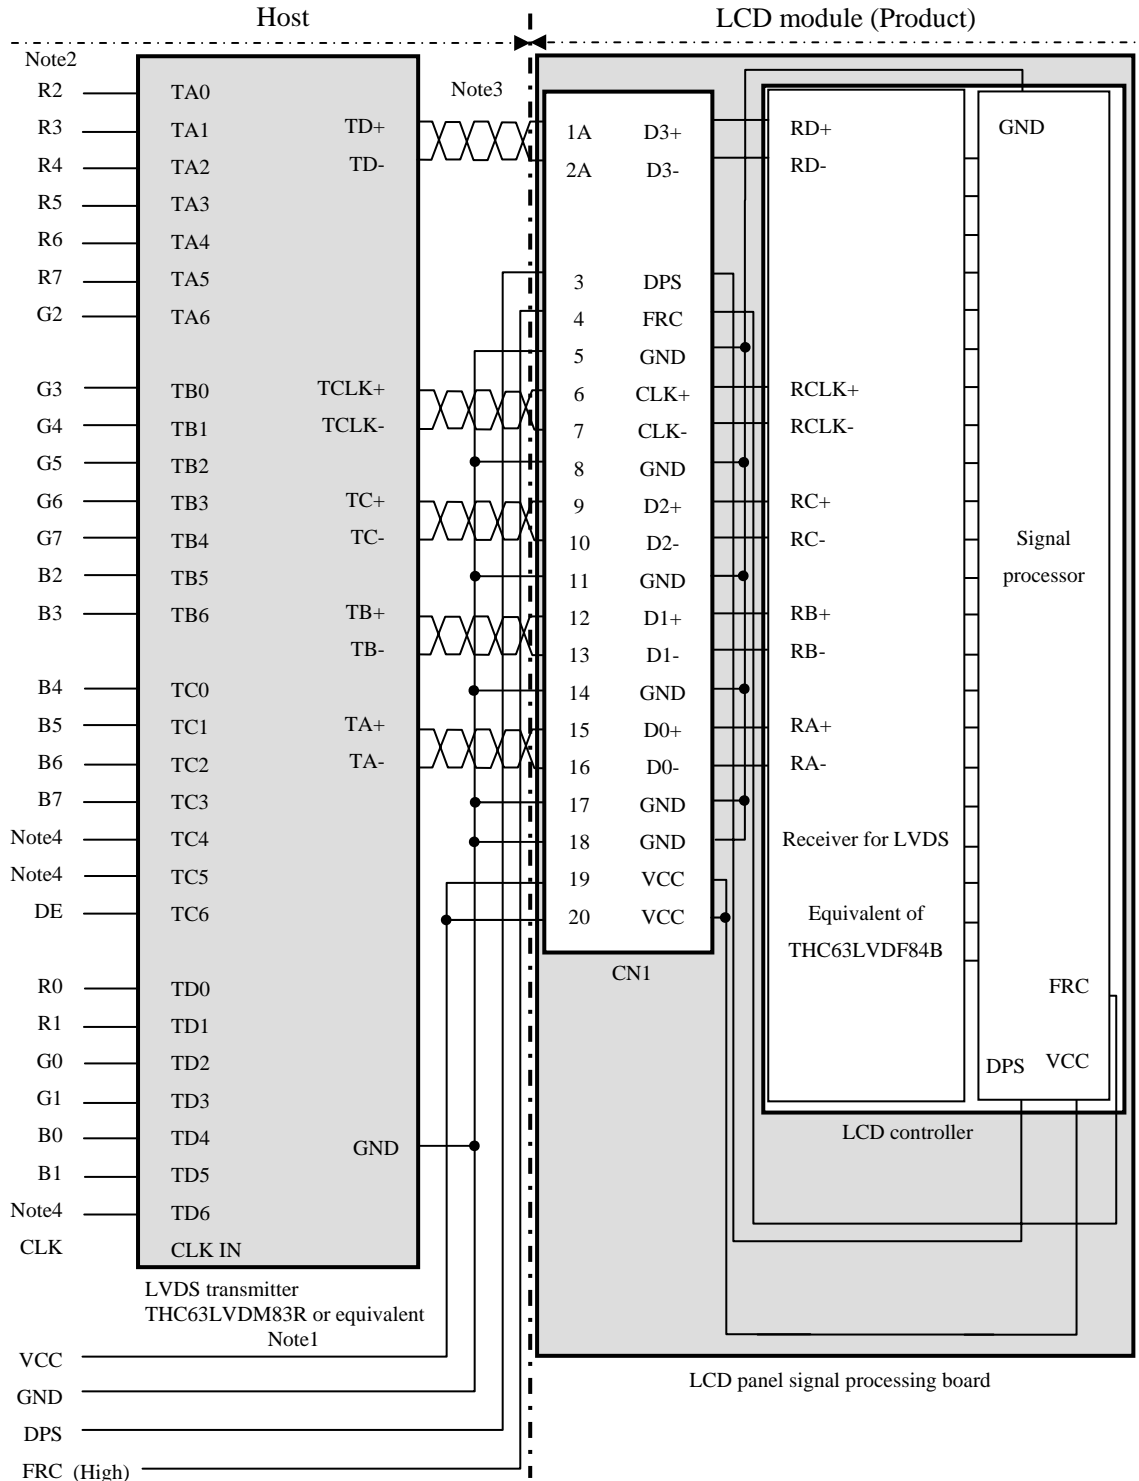 Host
LCD module (Product)
Note2
R2
R3
R4
R5
R6
R7
G2
G3
G4
G5
G6
G7
B2
B3
B4
B5
B6
B7
Note4
Note4
DE
R0
R1
G0
G1
B0
B1
Note4
CLK
TA0
TA1
TA2
TA3
TA4
TA5
TA6
TB0
TB1
TB2
TB3
TB4
TB5
TB6
TC0
TC1
TC2
TC3
TC4
TC5
TC6
TD0
TD1
TD2
TD3
TD4
TD5
TD6
CLK IN
TD+
TD-
TCLK+
TCLK-
TC+
TC-
TB+
TB-
TA+
TA-
GND
LVDS transmitter
THC63LVDM83R or equivalent
Note1
VCC
GND
DPS
FRC (High)
Note3
1A D3+
2A D3-
3 DPS
4 FRC
5 GND
6 CLK+
7 CLK-
8 GND
9 D2+
10 D2-
11 GND
12 D1+
13 D1-
14 GND
15 D0+
16 D0-
17 GND
18 GND
19 VCC
20 VCC
CN1
RD+
RD-
RCLK+
RCLK-
RC+
RC-
RB+
RB-
RA+
RA-
Receiver for LVDS
Equivalent of
THC63LVDF84B
GND
Signal
processor
FRC
DPS
VCC
LCD controller
LCD panel signal processing board